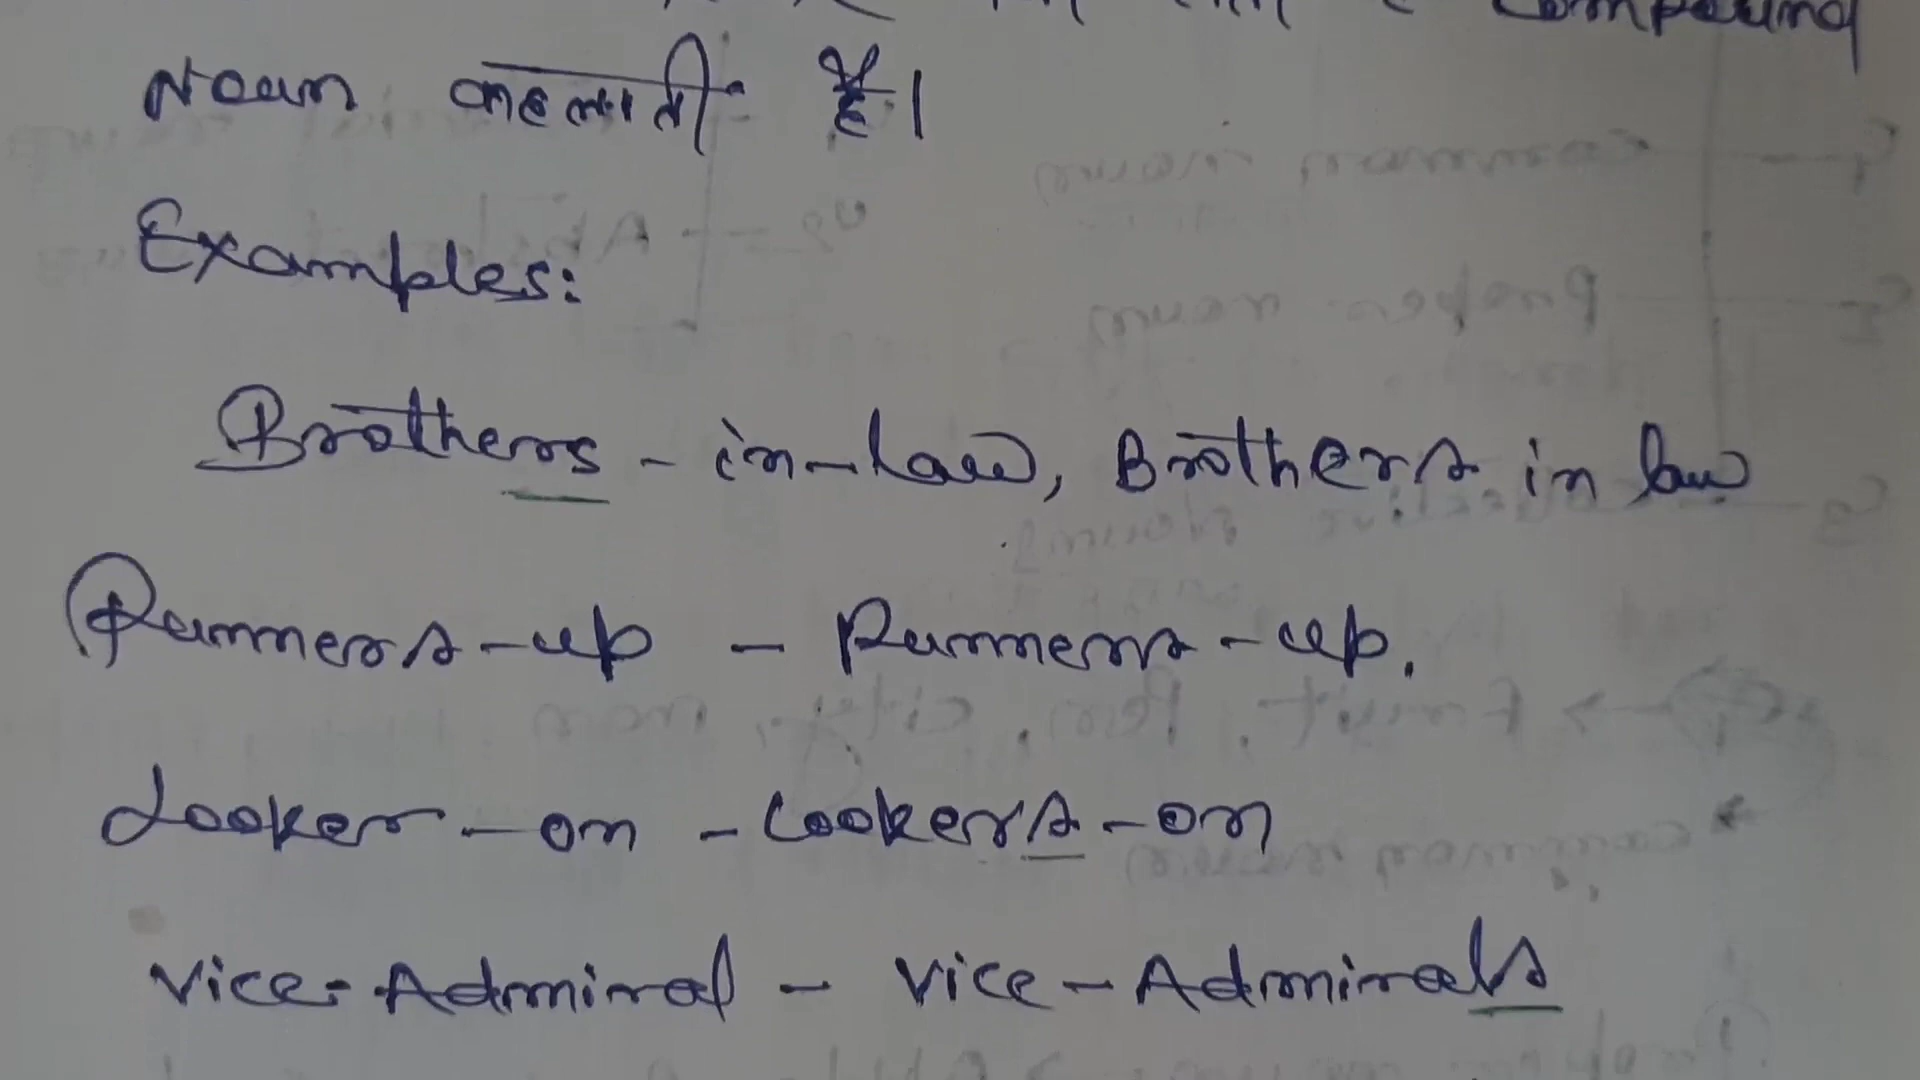 Compound
Noun कहलाती है।
Examples:
Brothers - in-law, Brothers in law
Runners-up - Runners-up.
Looker-on - Lookers-on
Vice-Admiral - Vice-Admirals